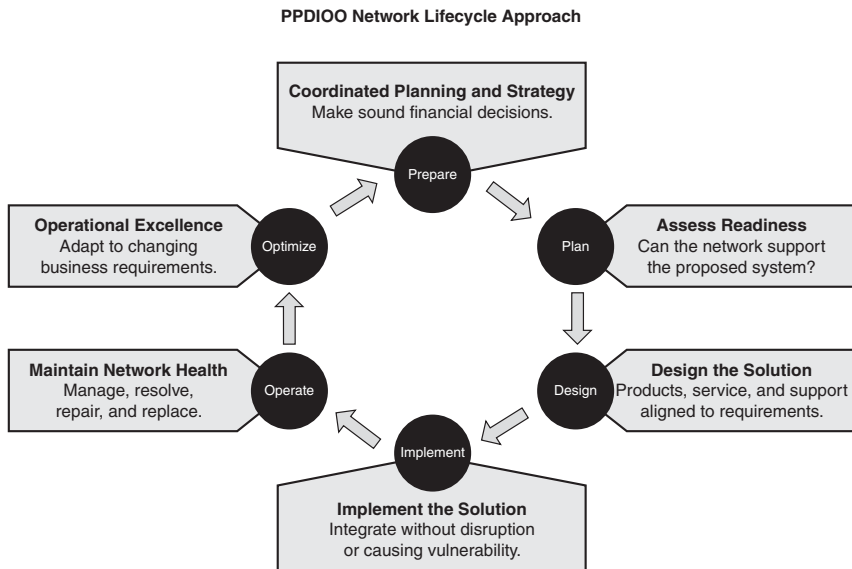 PPDIOO Network Lifecycle Approach
Coordinated Planning and Strategy
Make sound financial decisions.
Prepare
Operational Excellence
Adapt to changing
business requirements.
Optimize
Plan
Assess Readiness
Can the network support
the proposed system?
Maintain Network Health
Manage, resolve,
repair, and replace.
Operate
Design
Design the Solution
Products, service, and support
aligned to requirements.
Implement
Implement the Solution
Integrate without disruption
or causing vulnerability.